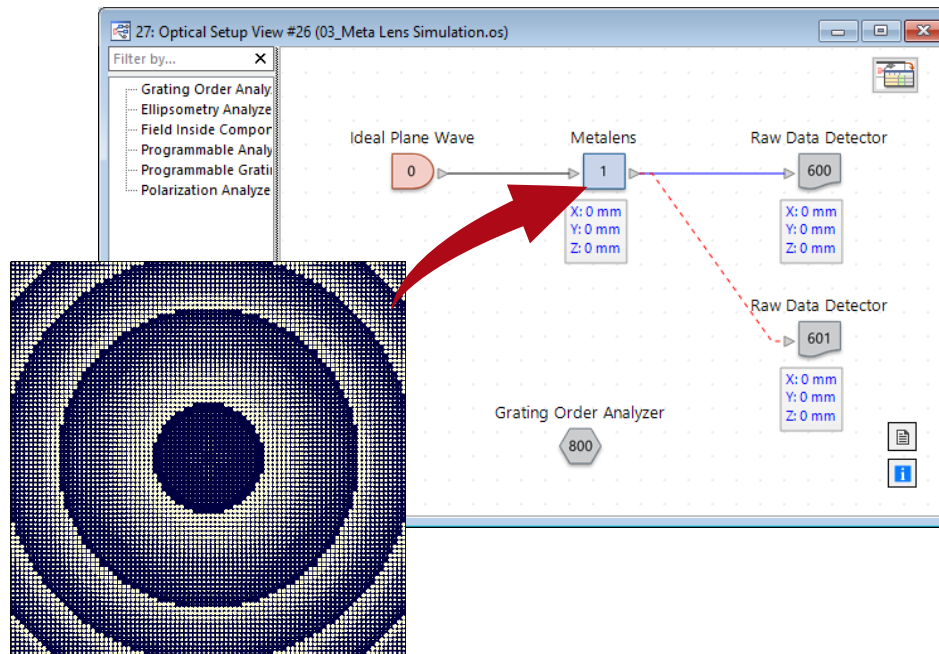 27: Optical Setup View #26 (03_Meta Lens Simulation.os)
Filter by...
Grating Order Analy
Ellipsometry Analyze
Field Inside Compor
Programmable Analy
Programmable Grati
Polarization Analyze
Ideal Plane Wave
Metalens
Raw Data Detector
0
1
600
X: 0 mm
Y: 0 mm
Z: 0 mm
X: 0 mm
Y: 0 mm
Z: 0 mm
Raw Data Detector
601
X: 0 mm
Y: 0 mm
Z: 0 mm
Grating Order Analyzer
800